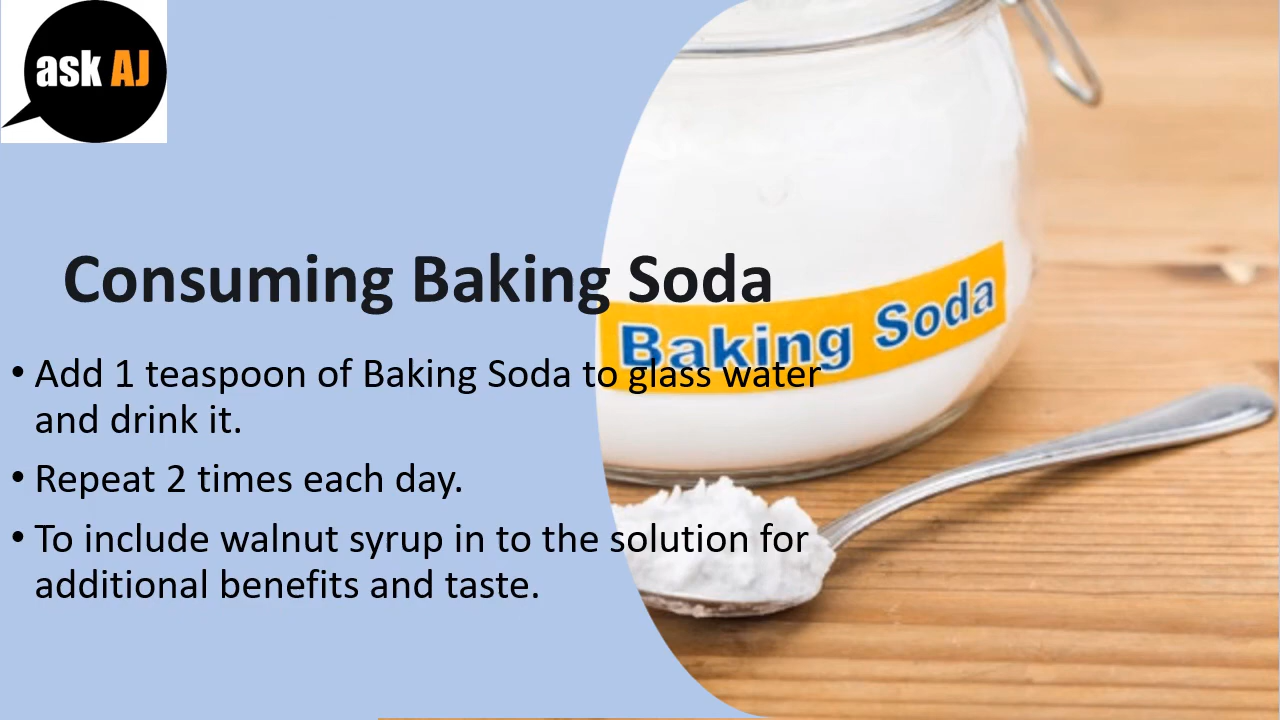 ask AJ
Consuming Baking Soda
Baking Soda
• Add 1 teaspoon of Baking Soda to glass water
and drink it.
• Repeat 2 times each day.
• To include walnut syrup in to the solution for
additional benefits and taste.